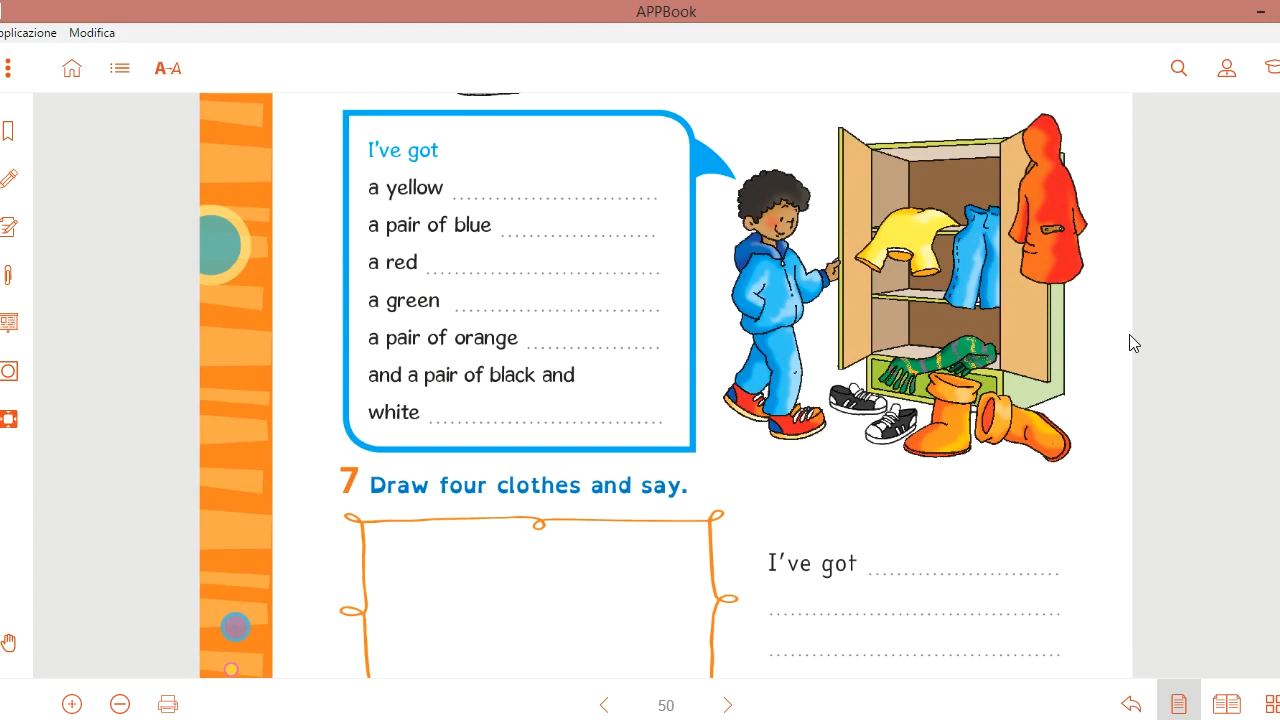 APPBook
plicazione Modifica
A-A
I've got
a yellow
a pair of blue
a red
a green
a pair of orange
and a pair of black and
white
7 Draw four clothes and say.
I've got
50